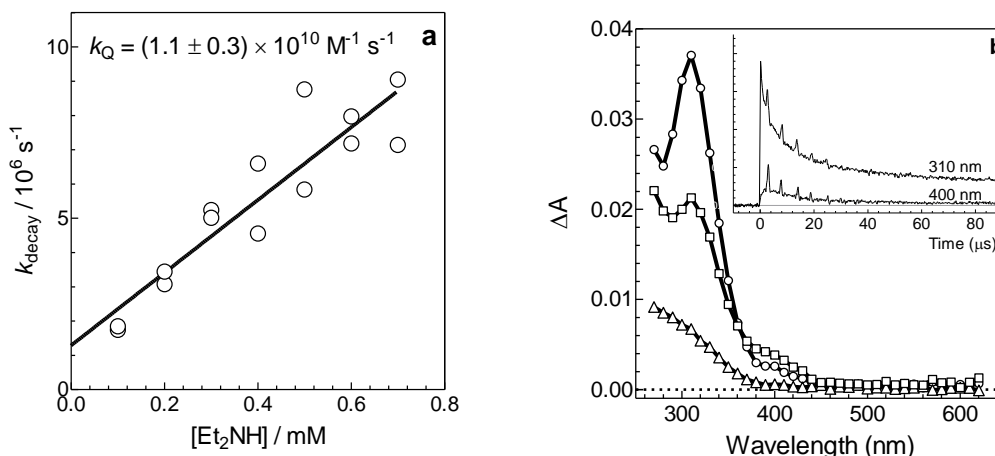 a
k_Q = (1.1 ± 0.3) × 10^10 M^-1 s^-1
k_decay / 10^6 s^-1
10
5
0
0.0 0.2 0.4 0.6 0.8
[Et2NH] / mM
b
ΔA
0.04
0.03
0.02
0.01
0.00
310 nm
400 nm
0 20 40 60 80
Time (μs)
300 400 500 600
Wavelength (nm)